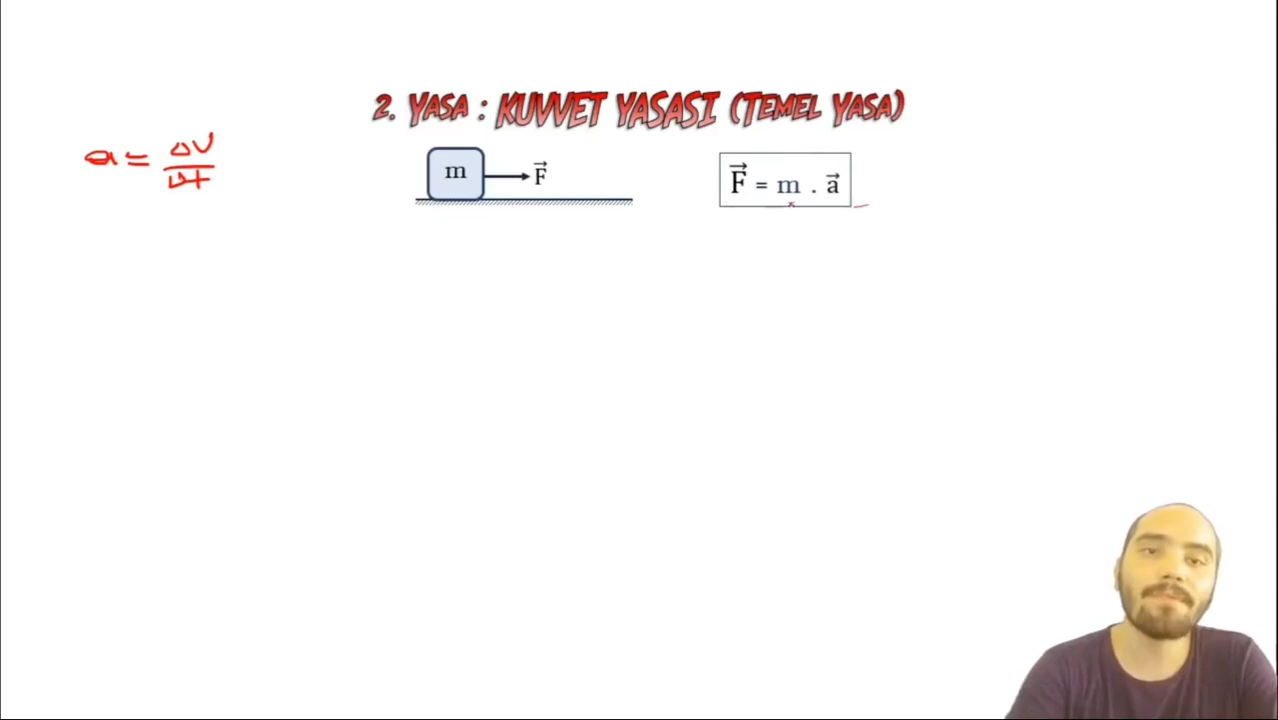 2. YASA : KUVVET YASASI (TEMEL YASA)
a = ΔV / Δt
m
F⃗
F⃗ = m . a⃗